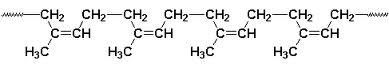 CH₂ CH₂—CH₂ CH₂—CH₂ CH₂—CH₂ CH₂
C=CH C=CH C=CH C=CH
H₃C H₃C H₃C H₃C